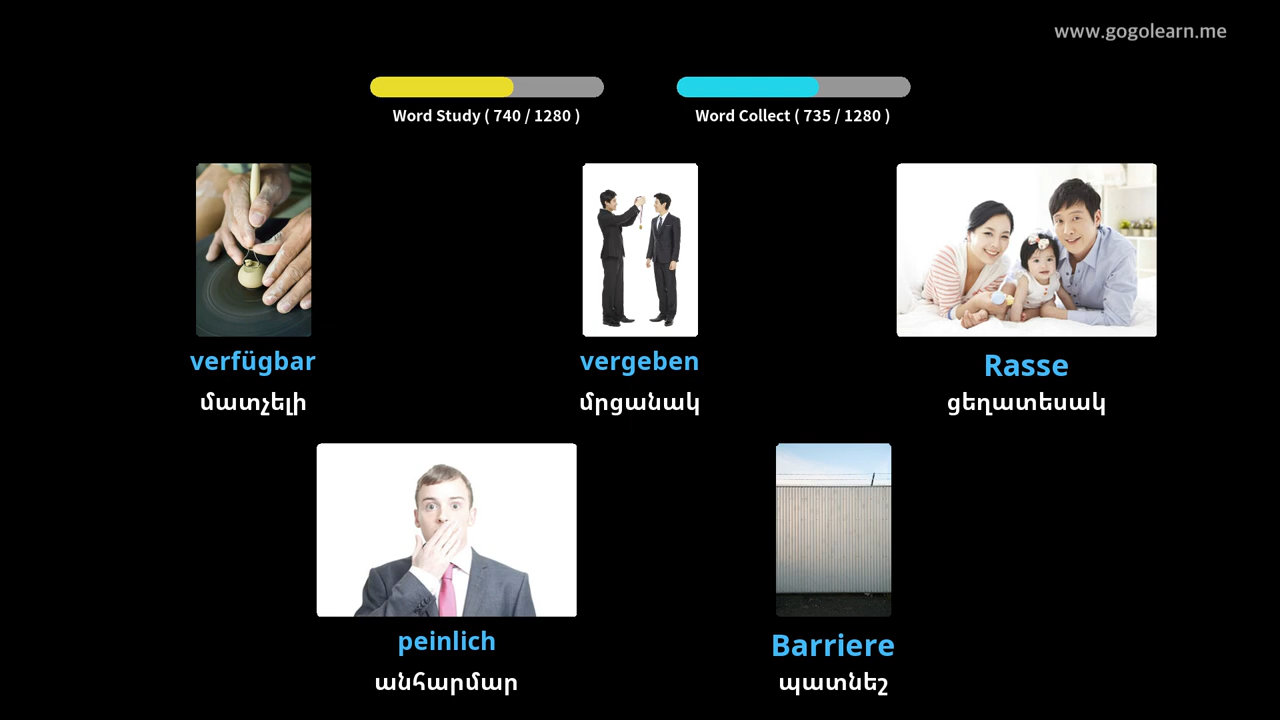 www.gogolearn.me
Word Study ( 740 / 1280 )
Word Collect ( 735 / 1280 )
verfügbar
մատչելի
vergeben
մրցանակ
Rasse
ցեղատեսակ
peinlich
անհարմար
Barriere
պատնեշ